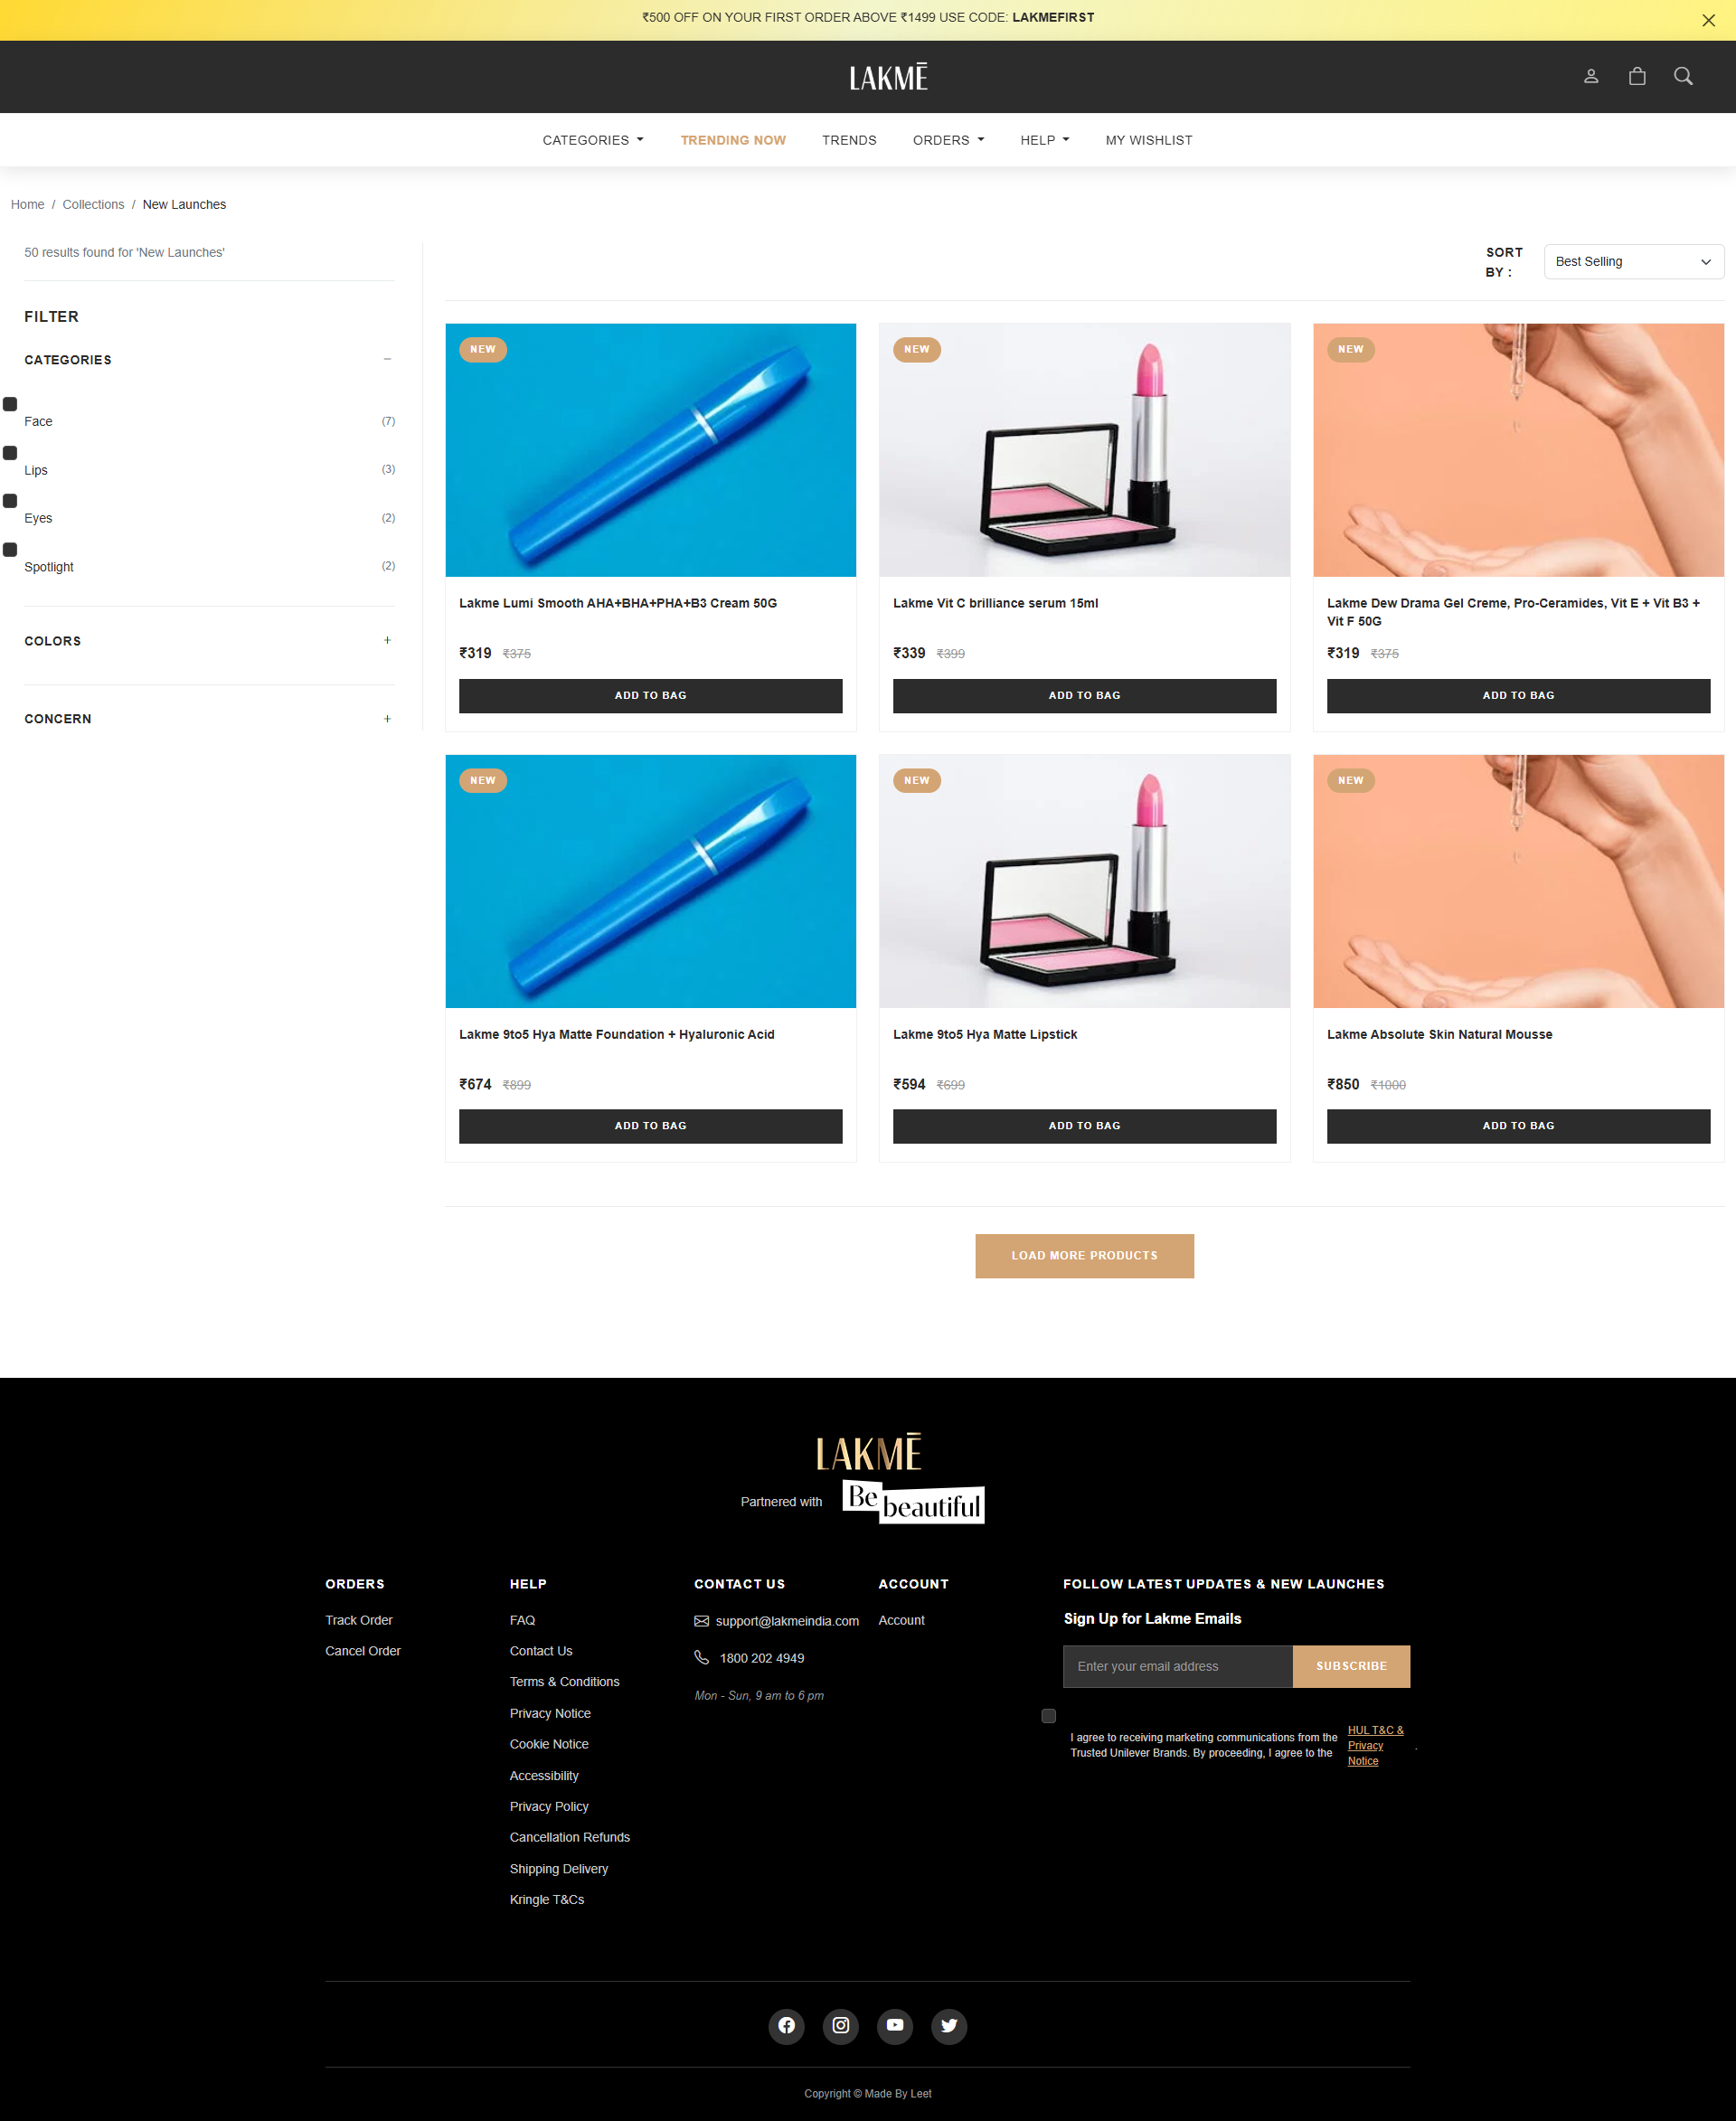 ₹500 OFF ON YOUR FIRST ORDER ABOVE ₹1499 USE CODE: LAKMEFIRST
LAKMĒ
CATEGORIES TRENDING NOW TRENDS ORDERS HELP MY WISHLIST
Home / Collections / New Launches
50 results found for 'New Launches'
SORT BY :
Best Selling
FILTER
CATEGORIES −
Face (7)
Lips (3)
Eyes (2)
Spotlight (2)
COLORS +
CONCERN +
NEW
Lakme Lumi Smooth AHA+BHA+PHA+B3 Cream 50G
₹319 ₹375
ADD TO BAG
NEW
Lakme Vit C brilliance serum 15ml
₹339 ₹399
ADD TO BAG
NEW
Lakme Dew Drama Gel Creme, Pro-Ceramides, Vit E + Vit B3 +
Vit F 50G
₹319 ₹375
ADD TO BAG
NEW
Lakme 9to5 Hya Matte Foundation + Hyaluronic Acid
₹674 ₹899
ADD TO BAG
NEW
Lakme 9to5 Hya Matte Lipstick
₹594 ₹699
ADD TO BAG
NEW
Lakme Absolute Skin Natural Mousse
₹850 ₹1000
ADD TO BAG
LOAD MORE PRODUCTS
LAKMĒ
Partnered with Be beautiful
ORDERS
Track Order
Cancel Order
HELP
FAQ
Contact Us
Terms & Conditions
Privacy Notice
Cookie Notice
Accessibility
Privacy Policy
Cancellation Refunds
Shipping Delivery
Kringle T&Cs
CONTACT US
support@lakmeindia.com
1800 202 4949
Mon - Sun, 9 am to 6 pm
ACCOUNT
Account
FOLLOW LATEST UPDATES & NEW LAUNCHES
Sign Up for Lakme Emails
Enter your email address SUBSCRIBE
I agree to receiving marketing communications from the
Trusted Unilever Brands. By proceeding, I agree to the
HUL T&C &
Privacy
Notice
.
Copyright © Made By Leet